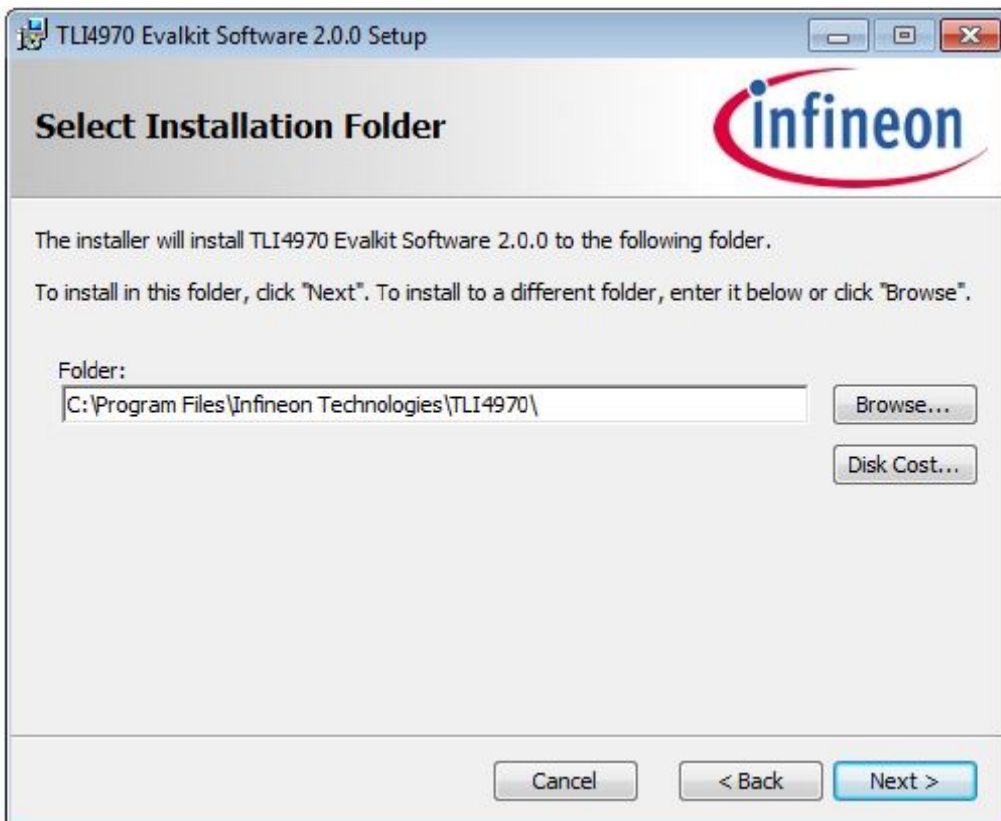 TLI4970 Evalkit Software 2.0.0 Setup
Select Installation Folder
infineon
The installer will install TLI4970 Evalkit Software 2.0.0 to the following folder.
To install in this folder, click "Next". To install to a different folder, enter it below or click "Browse".
Folder:
C:\Program Files\Infineon Technologies\TLI4970\
Browse...
Disk Cost...
Cancel
< Back
Next >